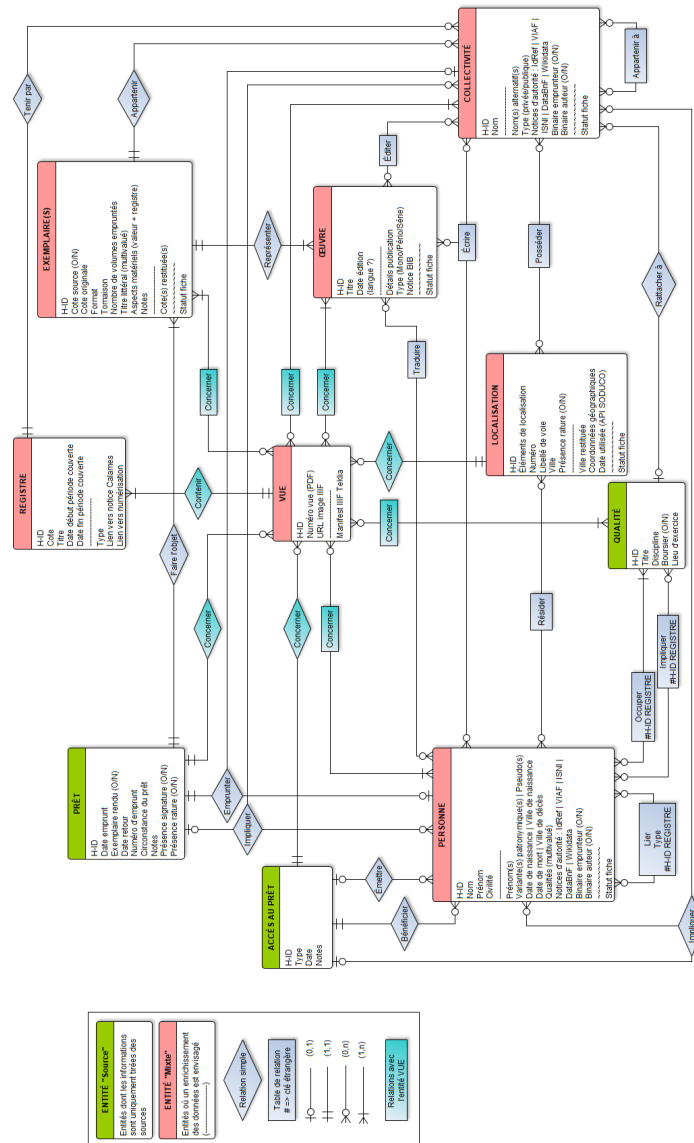 ENTITÉ "Source"
Entités dont les informations
sont uniquement tirées des
sources
ENTITÉ "Mixte"
Entités où un enrichissement
des données est envisagé
(-----)
Relation simple
Table de relation
# => clé étrangère
(0,1)
(1,1)
(0,n)
(1,n)
Relations avec
l'entité VUE
PRÊT
H-ID
Date emprunt
Exemplaire rendu (O/N)
Date retour
Numéro d'emprunt
Circonstance du prêt
Notes
Présence signature (O/N)
Présence rature (O/N)
REGISTRE
H-ID
Cote
Titre
Date début période couverte
Date fin période couverte
-----------
Type
Lien vers notice Calames
Lien vers numérisation
EXEMPLAIRE(S)
H-ID
Cote source (O/N)
Cote originale
Format
Tomaison
Nombre de volumes empruntés
Titre littéral (multivalué)
Aspects matériels (valeur + registre)
Notes
-----------
Cote(s) restituée(s)
~~~~~~~~
Statut fiche
Tenir par
Appartenir
Faire l'objet
Concerner
Contenir
Concerner
Représenter
Emprunter
Impliquer
ACCÈS AU PRÊT
H-ID
Type
Date
Notes
Concerner
VUE
H-ID
Numéro vue (PDF)
URL image IIIF
-----------
Manifest IIIF Tekka
Concerner
Concerner
ŒUVRE
H-ID
Titre
Date édition
(langue ?)
-----------
Détails publication
Type (Mono/Pério/Série)
Notice BIB
~~~~~~~~
Statut fiche
Éditer
Émettre
Bénéficier
Concerner
Concerner
Concerner
Traduire
Écrire
PERSONNE
H-ID
Nom
Prénom
Civilité
-----------
Prénom(s)
Variante(s) patronymique(s) | Pseudo(s)
Date de naissance | Ville de naissance
Date de mort | Ville de décès
Qualités (multivalué)
Notices d'autorité : IdRef | VIAF | ISNI |
DataBnF | Wikidata
Binaire emprunteur (O/N)
Binaire auteur (O/N)
~~~~~~~~
Statut fiche
Résider
LOCALISATION
H-ID
Éléments de localisation
Numéro
Libellé de voie
Ville
Présence rature (O/N)
-----------
Ville restituée
Coordonnées géographiques
Date utilisée (API SODUCO)
~~~~~~~~
Statut fiche
Posséder
COLLECTIVITÉ
H-ID
Nom
-----------
Nom(s) alternatif(s)
Type (privée/publique)
Notices d'autorité : IdRef | VIAF |
ISNI | DataBnF | Wikidata
Binaire emprunteur (O/N)
Binaire auteur (O/N)
~~~~~~~~
Statut fiche
Appartenir à
Lier
Type
#H-ID REGISTRE
Occuper
#H-ID REGISTRE
Impliquer
#H-ID REGISTRE
QUALITÉ
H-ID
Titre
Discipline
Boursier (O/N)
Lieu d'exercice
Rattacher à
Impliquer